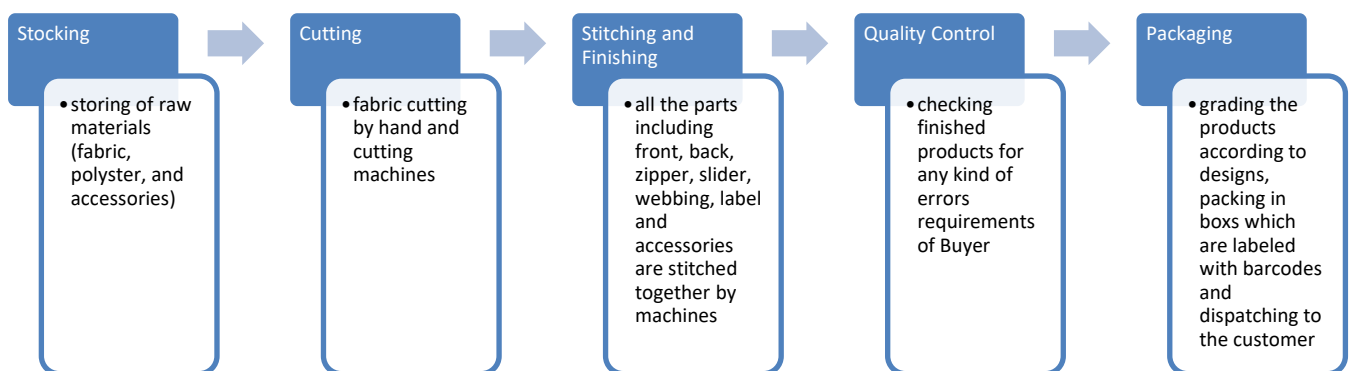 Stocking
•storing of raw
materials
(fabric,
polyster, and
accessories)
Cutting
•fabric cutting
by hand and
cutting
machines
Stitching and
Finishing
•all the parts
including
front, back,
zipper, slider,
webbing, label
and
accessories
are stitched
together by
machines
Quality Control
•checking
finished
products for
any kind of
errors
requirements
of Buyer
Packaging
•grading the
products
according to
designs,
packing in
boxs which
are labeled
with barcodes
and
dispatching to
the customer